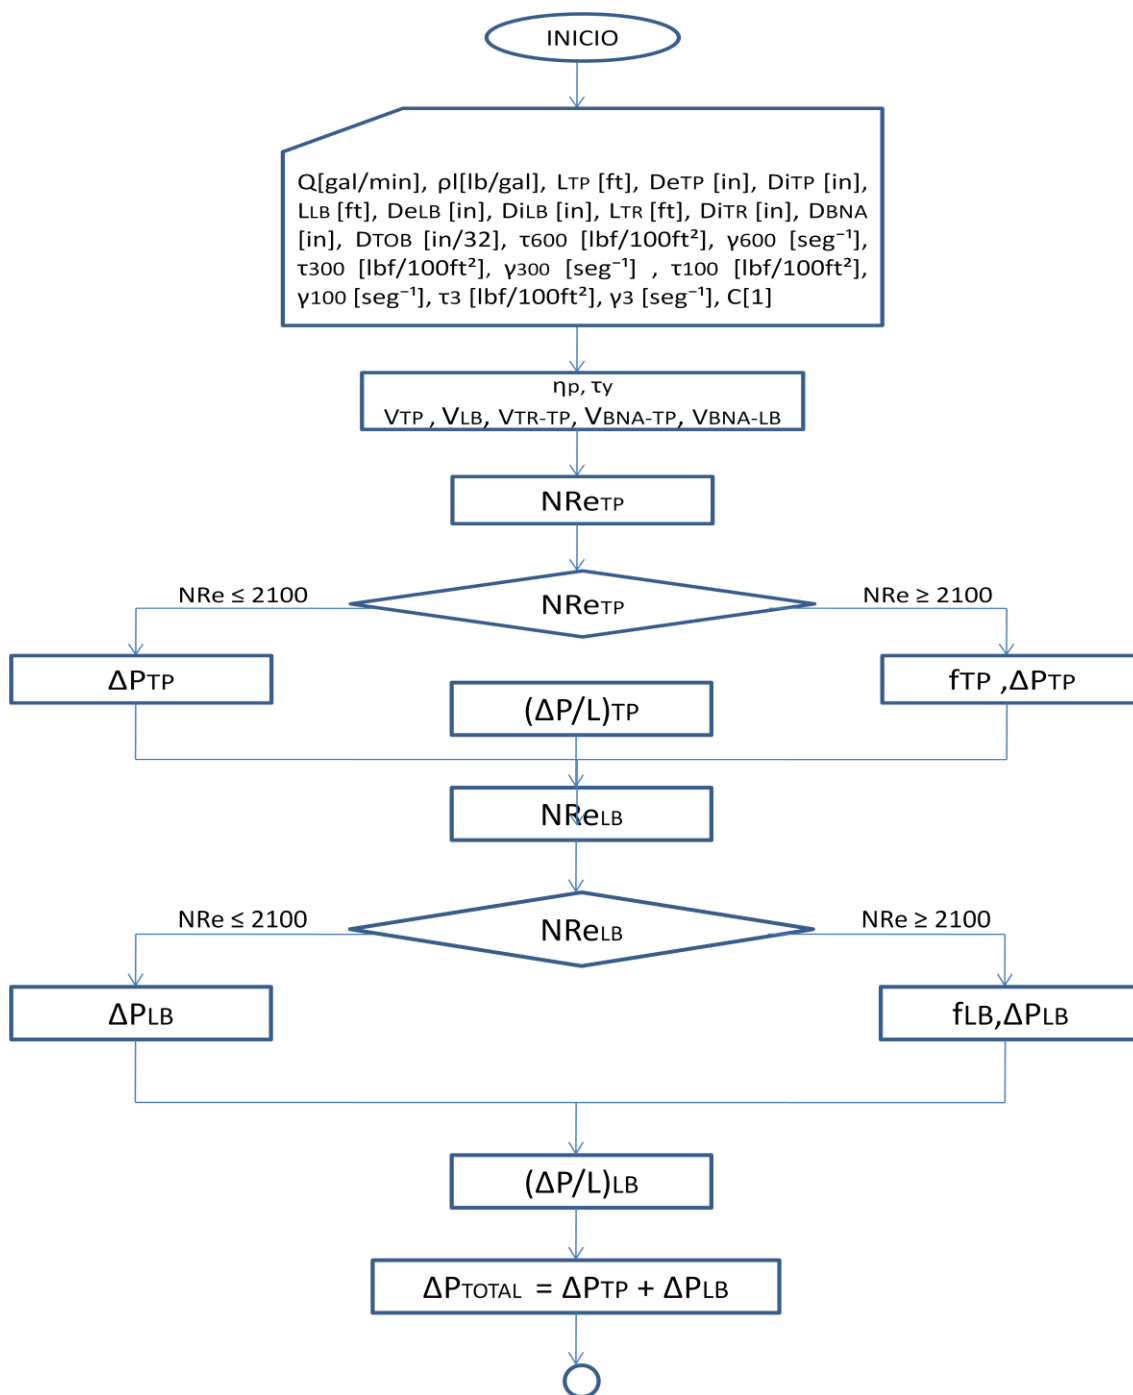 INICIO
Q[gal/min], ρl[lb/gal], LTP [ft], DeTP [in], DiTP [in],
LLB [ft], DeLB [in], DiLB [in], LTR [ft], DiTR [in], DBNA
[in], DTOB [in/32], τ600 [lbf/100ft²], γ600 [seg⁻¹],
τ300 [lbf/100ft²], γ300 [seg⁻¹] , τ100 [lbf/100ft²],
γ100 [seg⁻¹], τ3 [lbf/100ft²], γ3 [seg⁻¹], C[1]
ηp, τy
VTP , VLB, VTR-TP, VBNA-TP, VBNA-LB
NReTP
NRe ≤ 2100
NReTP
NRe ≥ 2100
ΔPTP
fTP ,ΔPTP
(ΔP/L)TP
NReLB
NRe ≤ 2100
NReLB
NRe ≥ 2100
ΔPLB
fLB,ΔPLB
(ΔP/L)LB
ΔPTOTAL = ΔPTP + ΔPLB